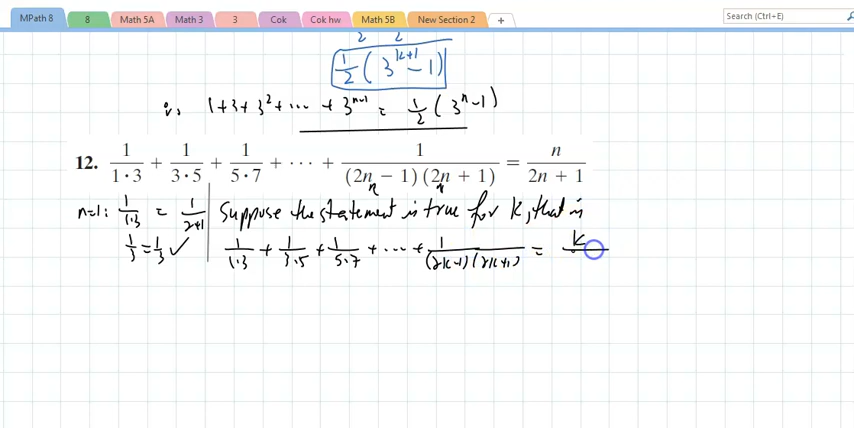 MPath 8 8 Math 5A Math 3 3 Cok Cok hw Math 5B New Section 2 + Search (Ctrl+E)
2 2
1/2 ( 3^{k+1} - 1 )
1 + 3 + 3^2 + ... + 3^{n-1} = 1/2 ( 3^n - 1 )
12. 1/(1·3) + 1/(3·5) + 1/(5·7) + ··· + 1/((2n − 1)(2n + 1)) = n/(2n + 1)
n n
n=1: 1/(1·3) = 1/(2+1) Suppose the statement is true for k, that is
1/3 = 1/3 ✓ 1/(1·3) + 1/(3·5) + 1/(5·7) + ... + 1/((2k-1)(2k+1)) = k